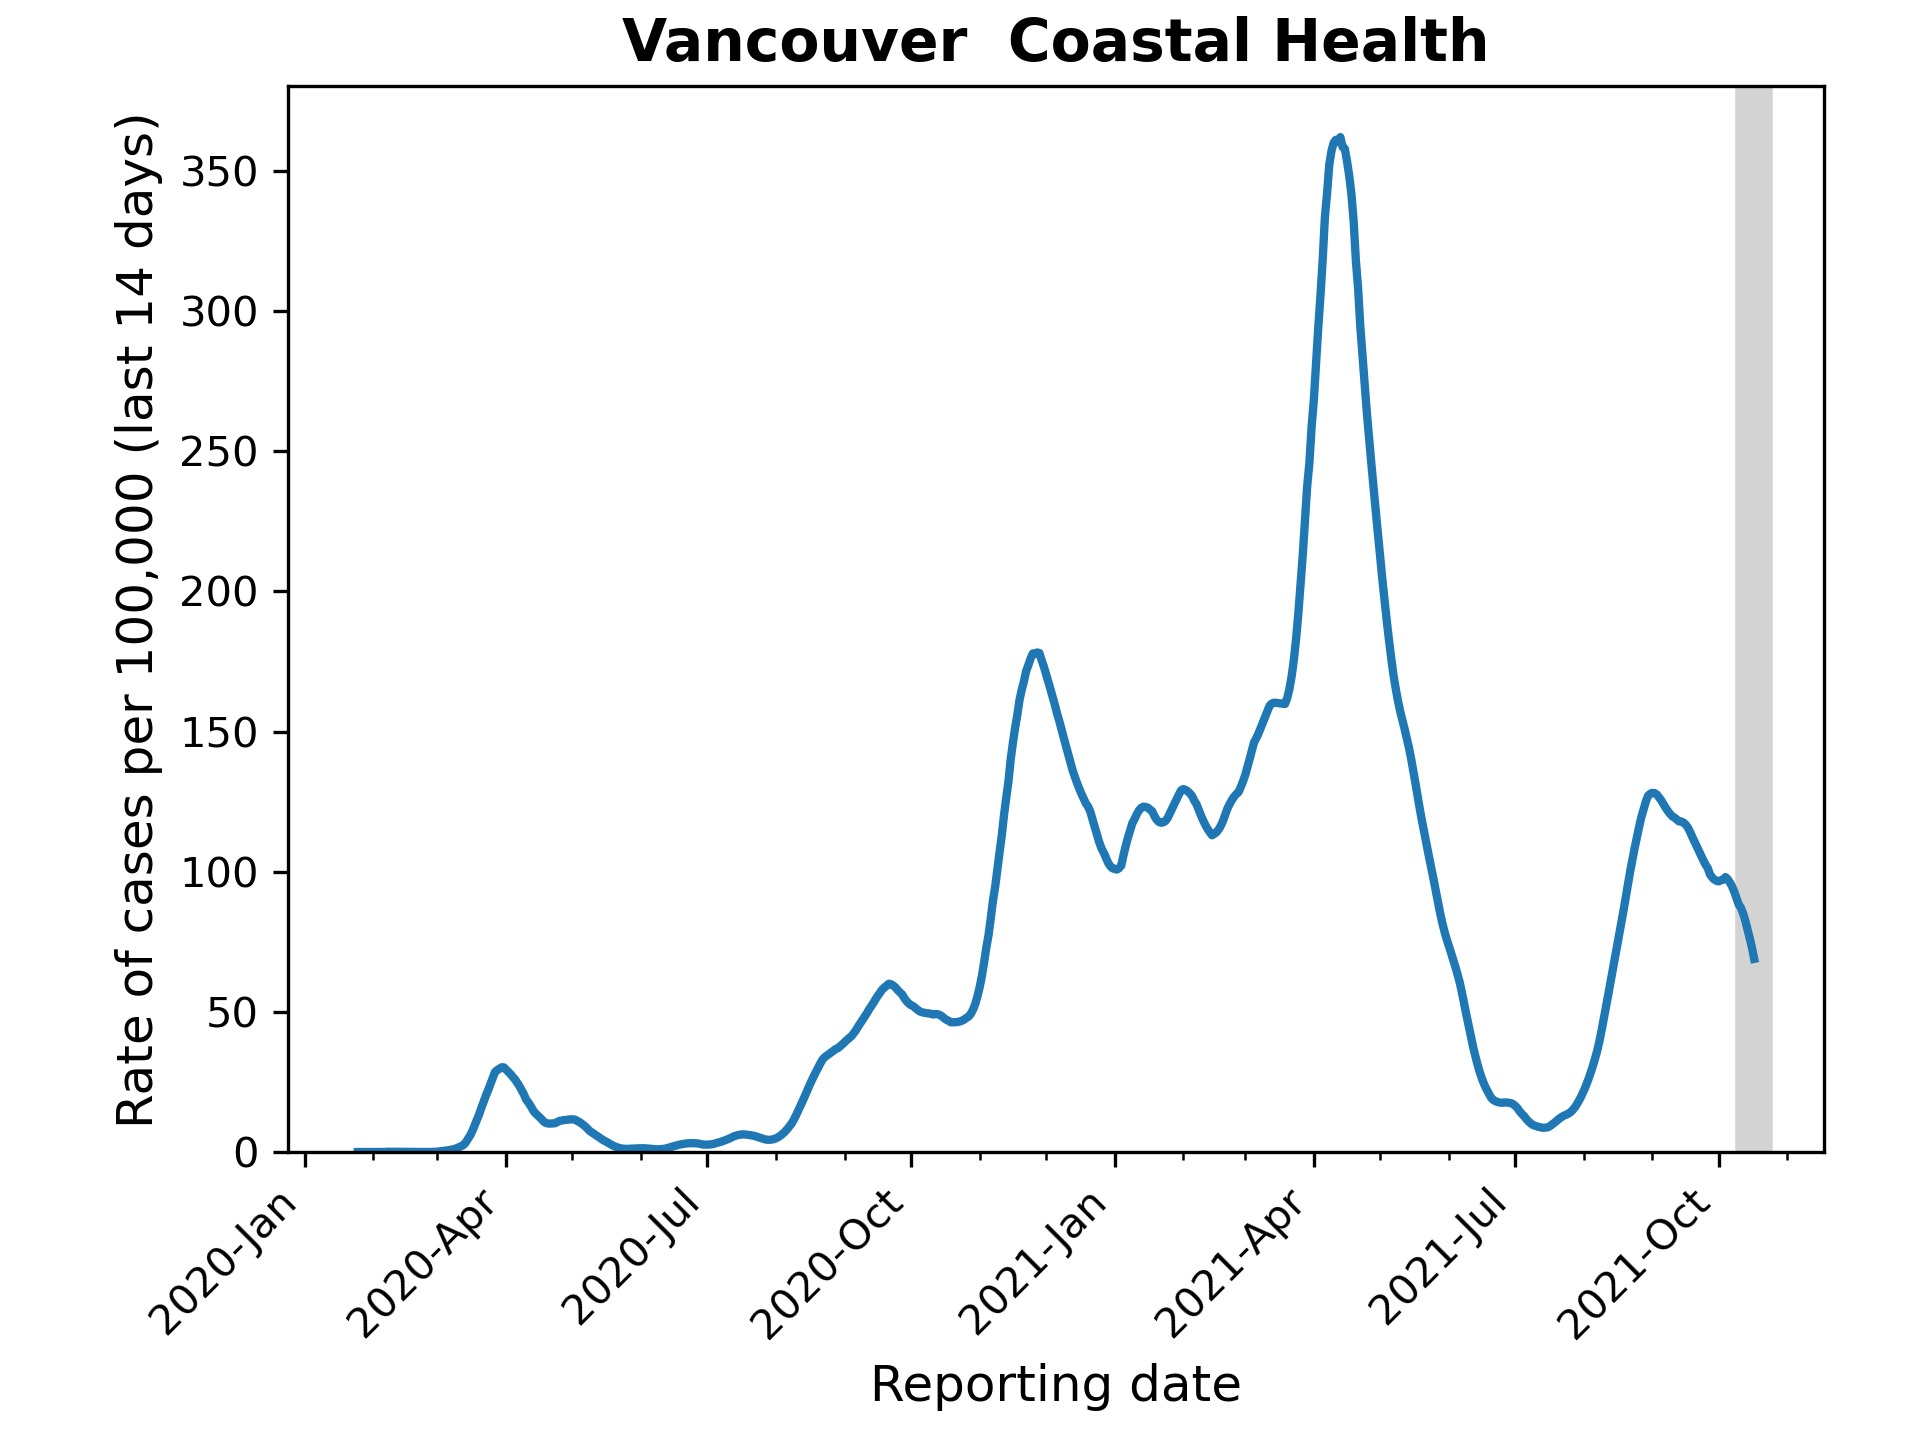 Vancouver  Coastal Health
Rate of cases per 100,000 (last 14 days)
350
300
250
200
150
100
50
0
2020-Jan
2020-Apr
2020-Jul
2020-Oct
2021-Jan
2021-Apr
2021-Jul
2021-Oct
Reporting date